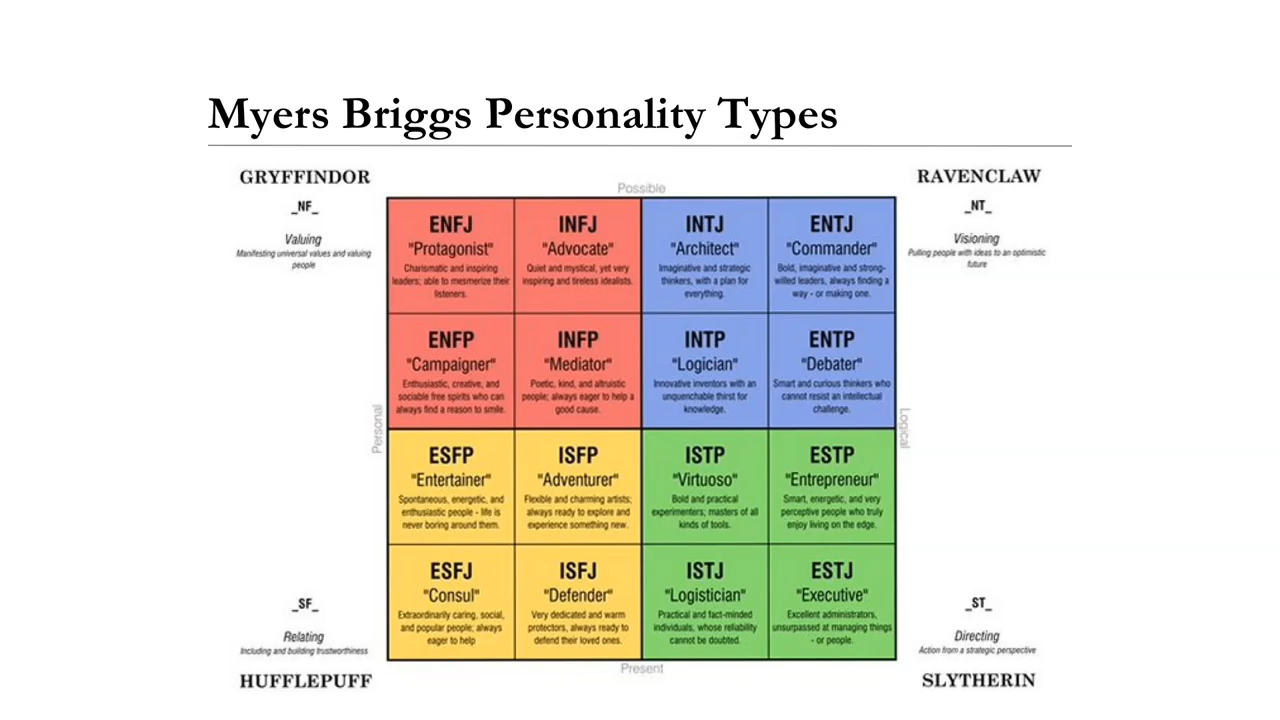 Myers Briggs Personality Types
GRYFFINDOR
_NF_
Valuing
Manifesting universal values and valuing
people
RAVENCLAW
_NT_
Visioning
Pulling people with ideas to an optimistic
future
Possible
ENFJ
"Protagonist"
Charismatic and inspiring
leaders; able to mesmerize their
listeners.
INFJ
"Advocate"
Quiet and mystical, yet very
inspiring and tireless idealists.
INTJ
"Architect"
Imaginative and strategic
thinkers, with a plan for
everything.
ENTJ
"Commander"
Bold, imaginative and strong-
willed leaders, always finding a
way - or making one.
ENFP
"Campaigner"
Enthusiastic, creative, and
sociable free spirits who can
always find a reason to smile.
INFP
"Mediator"
Poetic, kind, and altruistic
people; always eager to help a
good cause.
INTP
"Logician"
Innovative inventors with an
unquenchable thirst for
knowledge.
ENTP
"Debater"
Smart and curious thinkers who
cannot resist an intellectual
challenge.
Personal
Logical
ESFP
"Entertainer"
Spontaneous, energetic, and
enthusiastic people - life is
never boring around them.
ISFP
"Adventurer"
Flexible and charming artists;
always ready to explore and
experience something new.
ISTP
"Virtuoso"
Bold and practical
experimenters; masters of all
kinds of tools.
ESTP
"Entrepreneur"
Smart, energetic, and very
perceptive people who truly
enjoy living on the edge.
ESFJ
"Consul"
Extraordinarily caring, social,
and popular people; always
eager to help
ISFJ
"Defender"
Very dedicated and warm
protectors, always ready to
defend their loved ones.
ISTJ
"Logistician"
Practical and fact-minded
individuals, whose reliability
cannot be doubted.
ESTJ
"Executive"
Excellent administrators,
unsurpassed at managing things
- or people.
Present
_SF_
Relating
Including and building trustworthiness
HUFFLEPUFF
_ST_
Directing
Action from a strategic perspective
SLYTHERIN